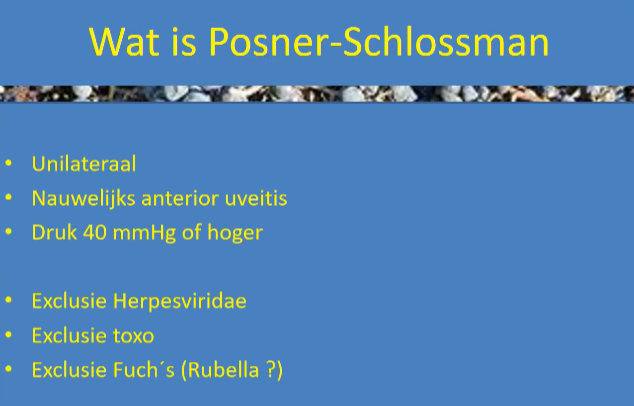 Wat is Posner-Schlossman
• Unilateraal
• Nauwelijks anterior uveitis
• Druk 40 mmHg of hoger
• Exclusie Herpesviridae
• Exclusie toxo
• Exclusie Fuch´s (Rubella ?)